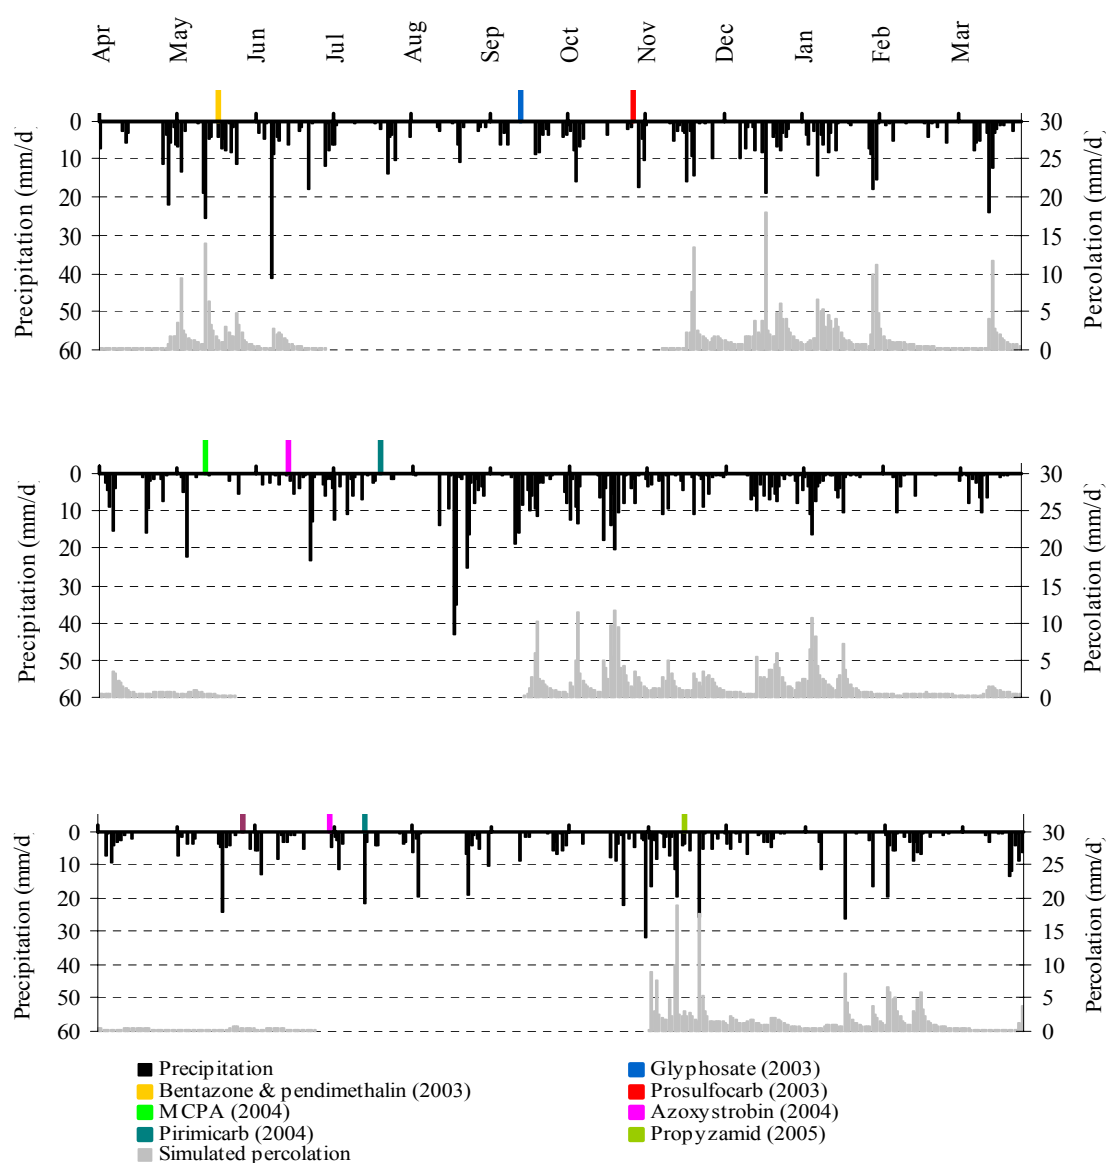 Apr May Jun Jul Aug Sep Oct Nov Dec Jan Feb Mar
Precipitation (mm/d)
0 10 20 30 40 50 60
30 25 20 15 10 5 0
Percolation (mm/d)
Precipitation (mm/d)
0 10 20 30 40 50 60
30 25 20 15 10 5 0
Percolation (mm/d)
Precipitation (mm/d)
0 10 20 30 40 50 60
30 25 20 15 10 5 0
Percolation (mm/d)
Precipitation
Bentazone & pendimethalin (2003)
MCPA (2004)
Pirimicarb (2004)
Simulated percolation
Glyphosate (2003)
Prosulfocarb (2003)
Azoxystrobin (2004)
Propyzamid (2005)